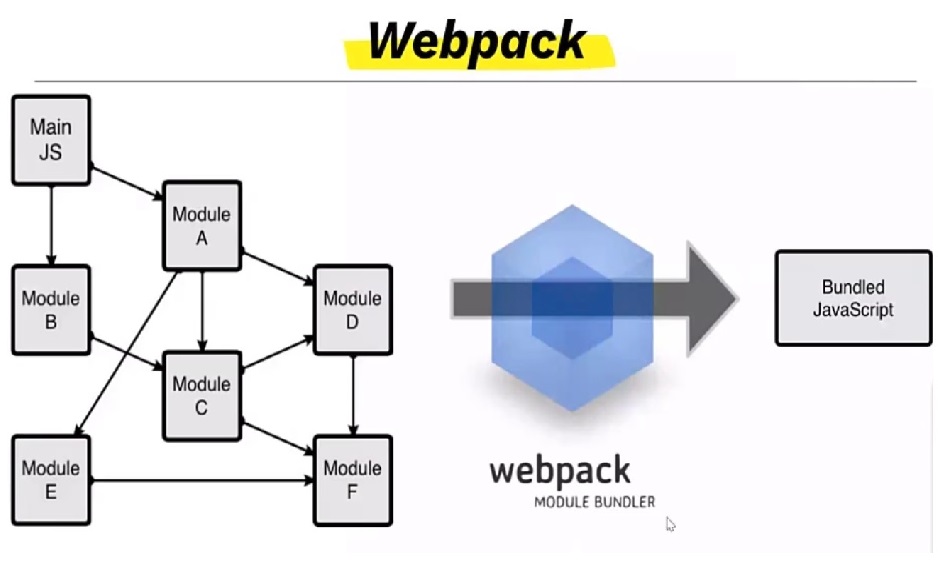 Webpack
Main
JS
Module
A
Module
B
Module
D
Module
C
Module
E
Module
F
webpack
MODULE BUNDLER
Bundled
JavaScript